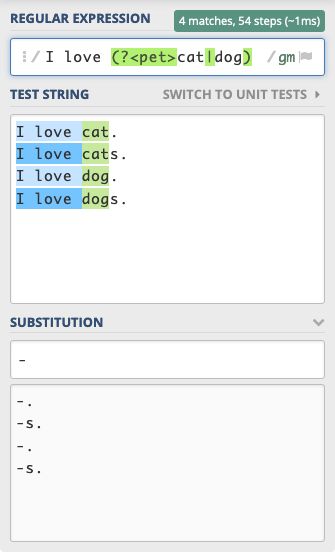 REGULAR EXPRESSION 4 matches, 54 steps (~1ms)
/ I love (?<pet>cat|dog) / gm
TEST STRING SWITCH TO UNIT TESTS
I love cat.
I love cats.
I love dog.
I love dogs.
SUBSTITUTION
-
-.
-s.
-.
-s.